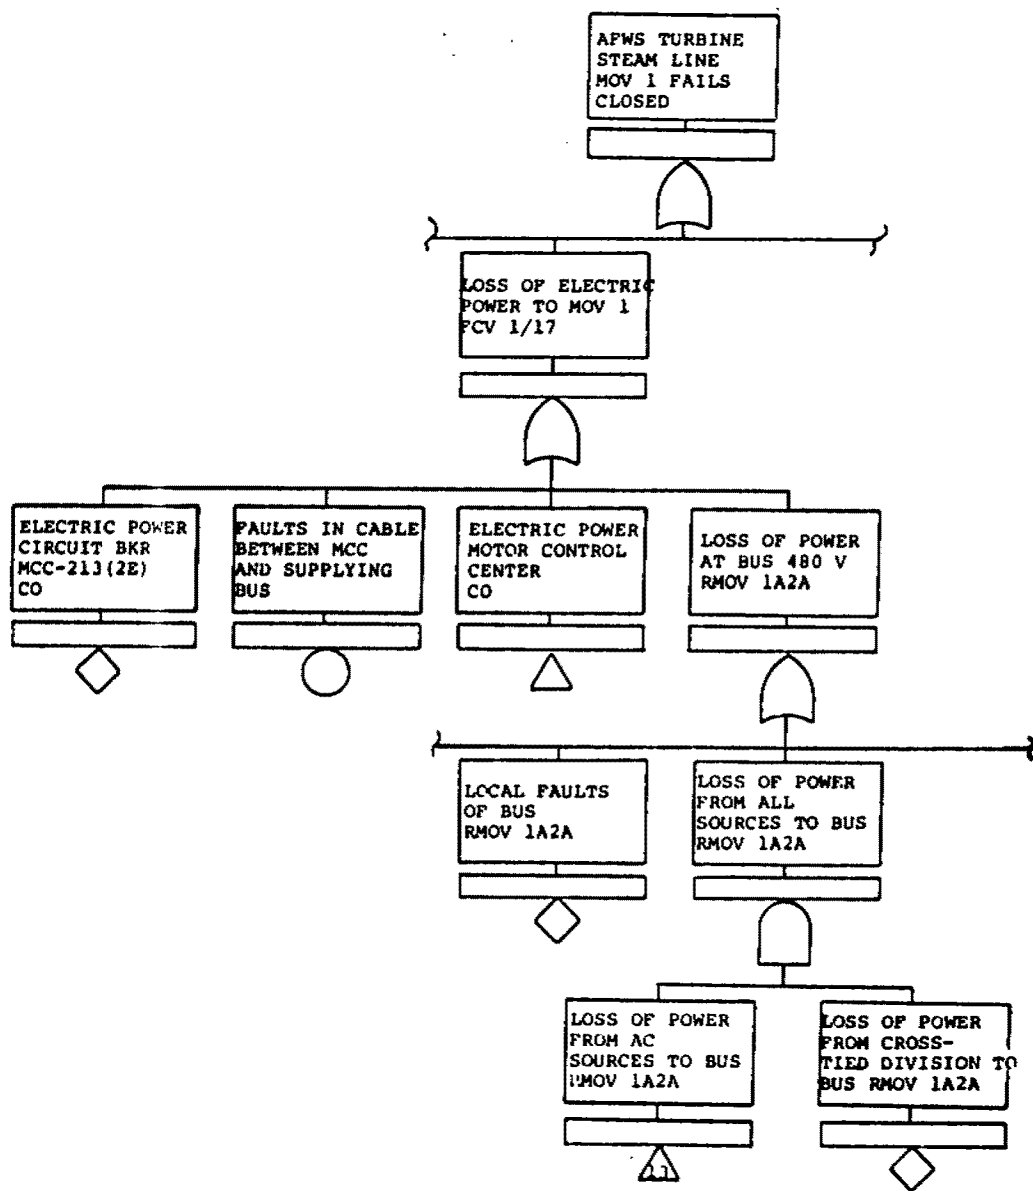 AFWS TURBINE
STEAM LINE
MOV 1 FAILS
CLOSED
LOSS OF ELECTRIC
POWER TO MOV 1
FCV 1/17
ELECTRIC POWER
CIRCUIT BKR
MCC-213(2E)
CO
FAULTS IN CABLE
BETWEEN MCC
AND SUPPLYING
BUS
ELECTRIC POWER
MOTOR CONTROL
CENTER
CO
LOSS OF POWER
AT BUS 480 V
RMOV 1A2A
LOCAL FAULTS
OF BUS
RMOV 1A2A
LOSS OF POWER
FROM ALL
SOURCES TO BUS
RMOV 1A2A
LOSS OF POWER
FROM AC
SOURCES TO BUS
RMOV 1A2A
LOSS OF POWER
FROM CROSS-
TIED DIVISION TO
BUS RMOV 1A2A